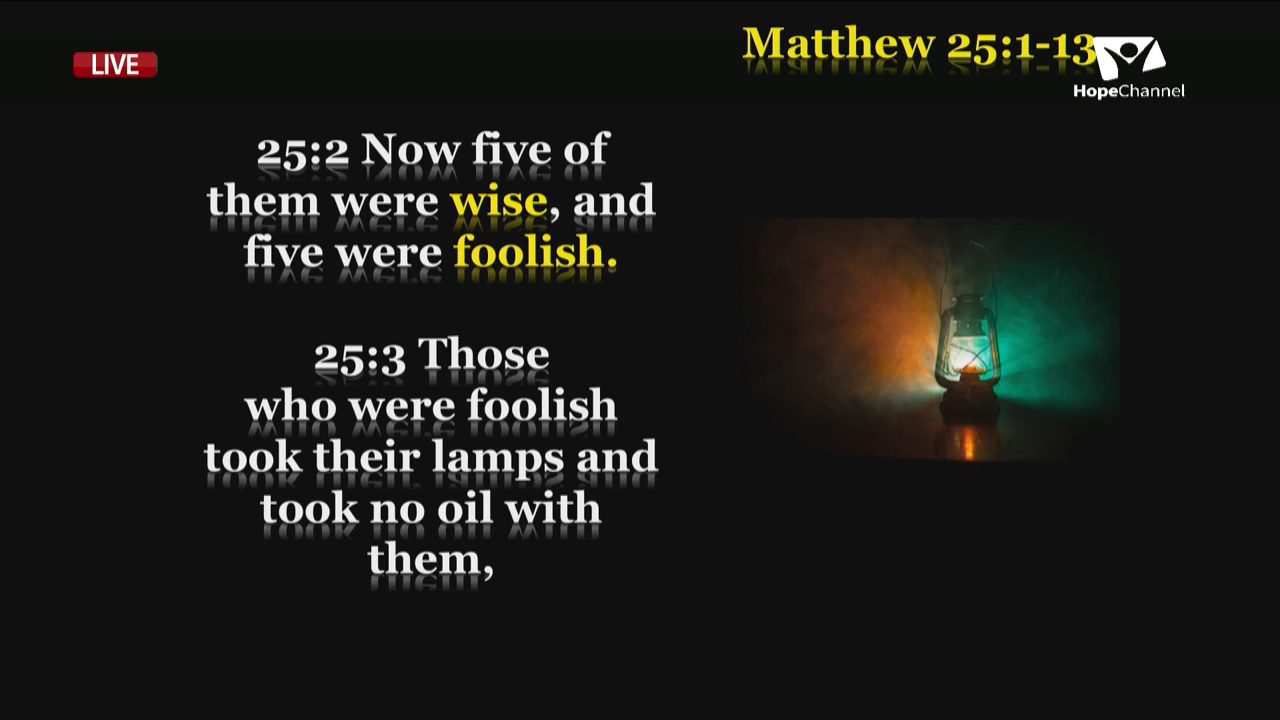 LIVE
Matthew 25:1-13
HopeChannel
25:2 Now five of
them were wise, and
five were foolish.
25:3 Those
who were foolish
took their lamps and
took no oil with
them,